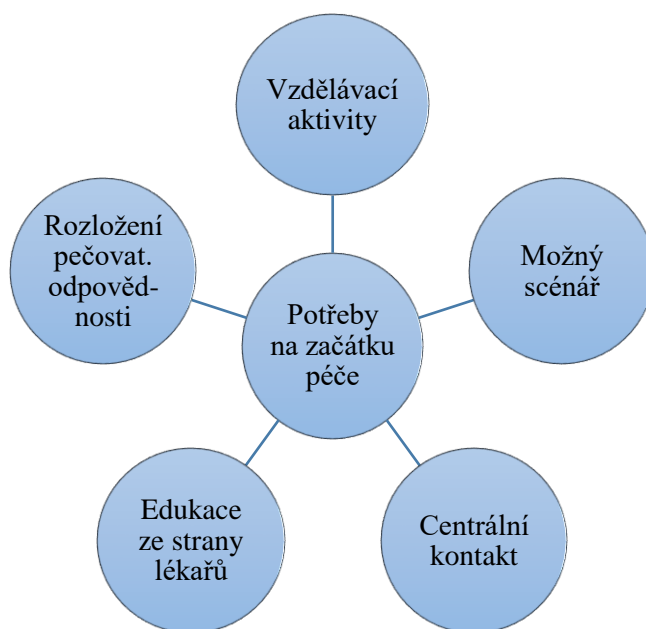 Vzdělávací
aktivity
Rozložení
pečovat.
odpověd-
nosti
Možný
scénář
Potřeby
na začátku
péče
Edukace
ze strany
lékařů
Centrální
kontakt